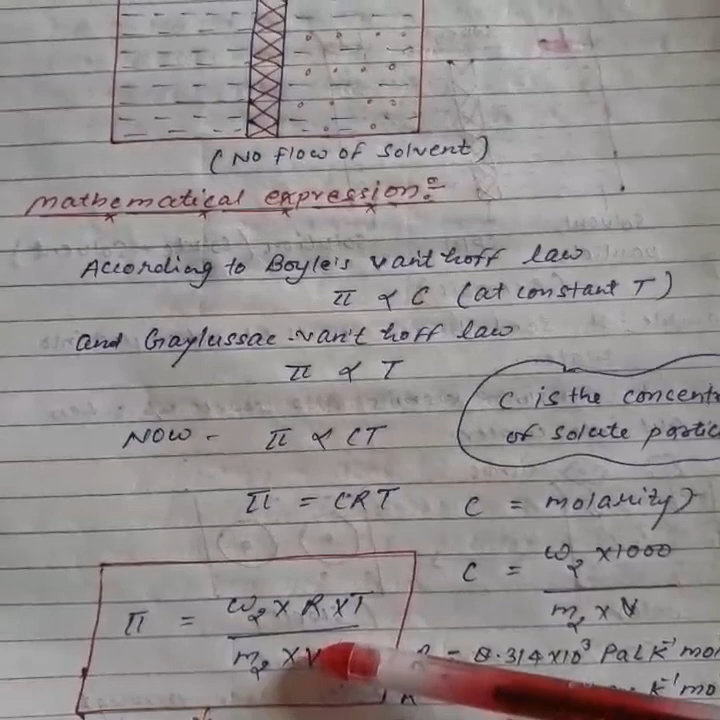 (No flow of solvent)
mathematical expression:-
According to Boyle's van't hoff law
π ∝ C (at constant T)
and Gaylussac-van't hoff law
π ∝ T
C is the concent
of solute partic
NOW - π ∝ CT
π = CRT C = molarity)
C = w₂ × 1000 / m₂ × V
π = w₂ × R × T / m₂ × V
= 8.314×10³ Pa L K⁻¹ mo
K⁻¹ mo